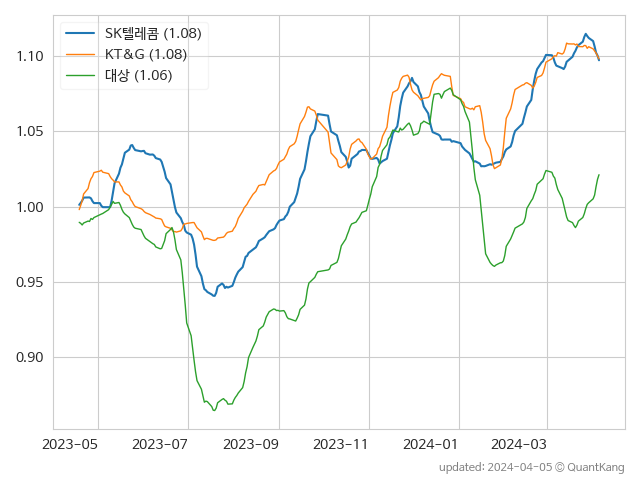 SK텔레콤 (1.08)
KT&G (1.08)
대상 (1.06)
1.10
1.05
1.00
0.95
0.90
2023-05 2023-07 2023-09 2023-11 2024-01 2024-03
updated: 2024-04-05 © QuantKang